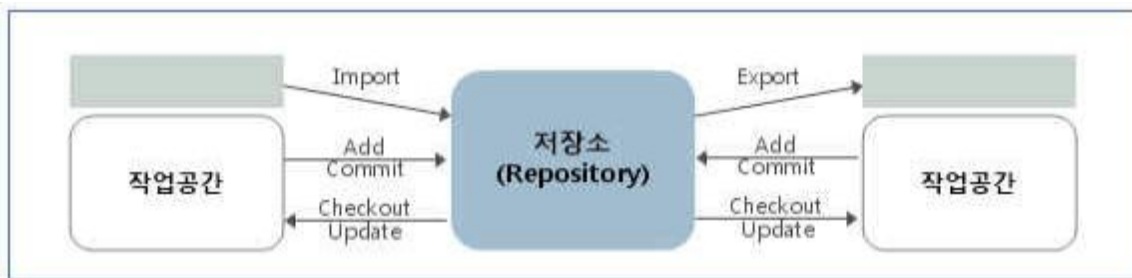 Import
Export
Add
Commit
Checkout
Update
작업공간
저장소
(Repository)
Add
Commit
Checkout
Update
작업공간